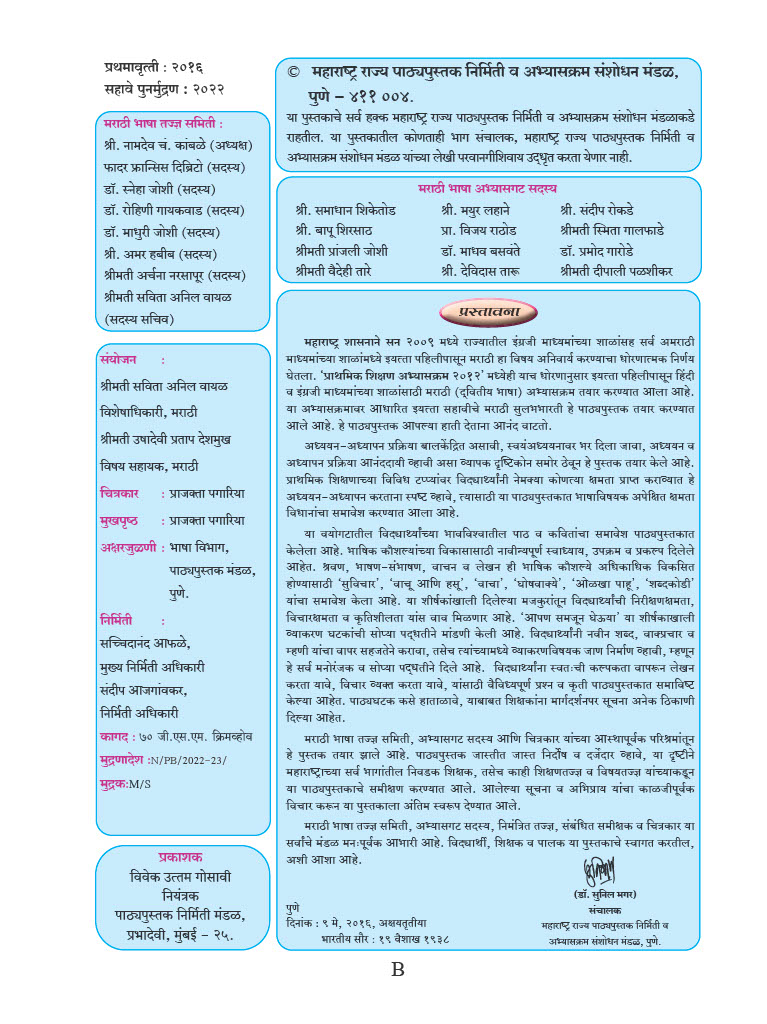 प्रथमावृत्ती : २०१६
सहावे पुनर्मुद्रण : २०२२
© महाराष्ट्र राज्य पाठ्यपुस्तक निर्मिती व अभ्यासक्रम संशोधन मंडळ,
पुणे – ४११ ००४.
या पुस्तकाचे सर्व हक्क महाराष्ट्र राज्य पाठ्यपुस्तक निर्मिती व अभ्यासक्रम संशोधन मंडळाकडे
राहतील. या पुस्तकातील कोणताही भाग संचालक, महाराष्ट्र राज्य पाठ्यपुस्तक निर्मिती व
अभ्यासक्रम संशोधन मंडळ यांच्या लेखी परवानगीशिवाय उद्‌धृत करता येणार नाही.
मराठी भाषा तज्ज्ञ समिती :
श्री. नामदेव चं. कांबळे (अध्यक्ष)
फादर फ्रान्सिस दिब्रिटो (सदस्य)
डॉ. स्नेहा जोशी (सदस्य)
डॉ. रोहिणी गायकवाड (सदस्य)
डॉ. माधुरी जोशी (सदस्य)
श्री. अमर हबीब (सदस्य)
श्रीमती अर्चना नरसापूर (सदस्य)
श्रीमती सविता अनिल वायळ
(सदस्य सचिव)
मराठी भाषा अभ्यासगट सदस्य
श्री. समाधान शिकेतोड श्री. मयुर लहाने श्री. संदीप रोकडे
श्री. बापू शिरसाठ प्रा. विजय राठोड श्रीमती स्मिता गालफाडे
श्रीमती प्रांजली जोशी डॉ. माधव बसवंते डॉ. प्रमोद गारोडे
श्रीमती वैदेही तारे श्री. देविदास तारू श्रीमती दीपाली पळशीकर
संयोजन :
श्रीमती सविता अनिल वायळ
विशेषाधिकारी, मराठी
श्रीमती उषादेवी प्रताप देशमुख
विषय सहायक, मराठी
चित्रकार : प्राजक्ता पगारिया
मुखपृष्ठ : प्राजक्ता पगारिया
अक्षरजुळणी : भाषा विभाग,
पाठ्यपुस्तक मंडळ,
पुणे.
निर्मिती :
सच्चिदानंद आफळे,
मुख्य निर्मिती अधिकारी
संदीप आजगांवकर,
निर्मिती अधिकारी
कागद : ७० जी.एस.एम. क्रिमव्होव
मुद्रणादेश :N/PB/2022-23/
मुद्रक:M/S
प्रकाशक
विवेक उत्तम गोसावी
नियंत्रक
पाठ्यपुस्तक निर्मिती मंडळ,
प्रभादेवी, मुंबई – २५.
प्रस्तावना
महाराष्ट्र शासनाने सन २००९ मध्ये राज्यातील इंग्रजी माध्यमांच्या शाळांसह सर्व अमराठी
माध्यमांच्या शाळांमध्ये इयत्ता पहिलीपासून मराठी हा विषय अनिवार्य करण्याचा धोरणात्मक निर्णय
घेतला. ‘प्राथमिक शिक्षण अभ्यासक्रम २०१२’ मध्येही याच धोरणानुसार इयत्ता पहिलीपासून हिंदी
व इंग्रजी माध्यमांच्या शाळांसाठी मराठी (द्‌वितीय भाषा) अभ्यासक्रम तयार करण्यात आला आहे.
या अभ्यासक्रमावर आधारित इयत्ता सहावीचे मराठी सुलभभारती हे पाठ्यपुस्तक तयार करण्यात
आले आहे. हे पाठ्यपुस्तक आपल्या हाती देताना आनंद वाटतो.
अध्ययन–अध्यापन प्रक्रिया बालकेंद्रित असावी, स्वयंअध्ययनावर भर दिला जावा, अध्ययन व
अध्यापन प्रक्रिया आनंददायी व्हावी असा व्यापक दृष्टिकोन समोर ठेवून हे पुस्तक तयार केले आहे.
प्राथमिक शिक्षणाच्या विविध टप्प्यांवर विद्यार्थ्यांनी नेमक्या कोणत्या क्षमता प्राप्त कराव्यात हे
अध्ययन–अध्यापन करताना स्पष्ट व्हावे, त्यासाठी या पाठ्यपुस्तकात भाषाविषयक अपेक्षित क्षमता
विधानांचा समावेश करण्यात आला आहे.
या वयोगटातील विद्यार्थ्यांच्या भावविश्वातील पाठ व कवितांचा समावेश पाठ्यपुस्तकात
केलेला आहे. भाषिक कौशल्यांच्या विकासासाठी नावीन्यपूर्ण स्वाध्याय, उपक्रम व प्रकल्प दिलेले
आहेत. श्रवण, भाषण–संभाषण, वाचन व लेखन ही भाषिक कौशल्ये अधिकाधिक विकसित
होण्यासाठी ‘सुविचार’, ‘वाचू आणि हसू’, ‘वाचा’, ‘घोषवाक्ये’, ‘ओळखा पाहू’, ‘शब्दकोडी’
यांचा समावेश केला आहे. या शीर्षकांखाली दिलेल्या मजकुरांतून विद्यार्थ्यांची निरीक्षणक्षमता,
विचारक्षमता व कृतिशीलता यांस वाव मिळणार आहे. ‘आपण समजून घेऊया’ या शीर्षकाखाली
व्याकरण घटकांची सोप्या पद्धतीने मांडणी केली आहे. विद्यार्थ्यांनी नवीन शब्द, वाक्प्रचार व
म्हणी यांचा वापर सहजतेने करावा, तसेच त्यांच्यामध्ये व्याकरणविषयक जाण निर्माण व्हावी, म्हणून
हे सर्व मनोरंजक व सोप्या पद्धतीने दिले आहे. विद्यार्थ्यांना स्वतःची कल्पकता वापरून लेखन
करता यावे, विचार व्यक्त करता यावे, यांसाठी वैविध्यपूर्ण प्रश्न व कृती पाठ्यपुस्तकात समाविष्ट
केल्या आहेत. पाठ्यघटक कसे हाताळावे, याबाबत शिक्षकांना मार्गदर्शनपर सूचना अनेक ठिकाणी
दिल्या आहेत.
मराठी भाषा तज्ज्ञ समिती, अभ्यासगट सदस्य आणि चित्रकार यांच्या आस्थापूर्वक परिश्रमांतून
हे पुस्तक तयार झाले आहे. पाठ्यपुस्तक जास्तीत जास्त निर्दोष व दर्जेदार व्हावे, या दृष्टीने
महाराष्ट्राच्या सर्व भागांतील निवडक शिक्षक, तसेच काही शिक्षणतज्ज्ञ व विषयतज्ज्ञ यांच्याकडून
या पाठ्यपुस्तकाचे समीक्षण करण्यात आले. आलेल्या सूचना व अभिप्राय यांचा काळजीपूर्वक
विचार करून या पुस्तकाला अंतिम स्वरूप देण्यात आले.
मराठी भाषा तज्ज्ञ समिती, अभ्यासगट सदस्य, निमंत्रित तज्ज्ञ, संबंधित समीक्षक व चित्रकार या
सर्वांचे मंडळ मनःपूर्वक आभारी आहे. विद्यार्थी, शिक्षक व पालक या पुस्तकाचे स्वागत करतील,
अशी आशा आहे.
(डॉ. सुनिल मगर)
संचालक
महाराष्ट्र राज्य पाठ्यपुस्तक निर्मिती व
अभ्यासक्रम संशोधन मंडळ, पुणे.
पुणे
दिनांक : ९ मे, २०१६, अक्षयतृतीया
भारतीय सौर : १९ वैशाख १९३८
B